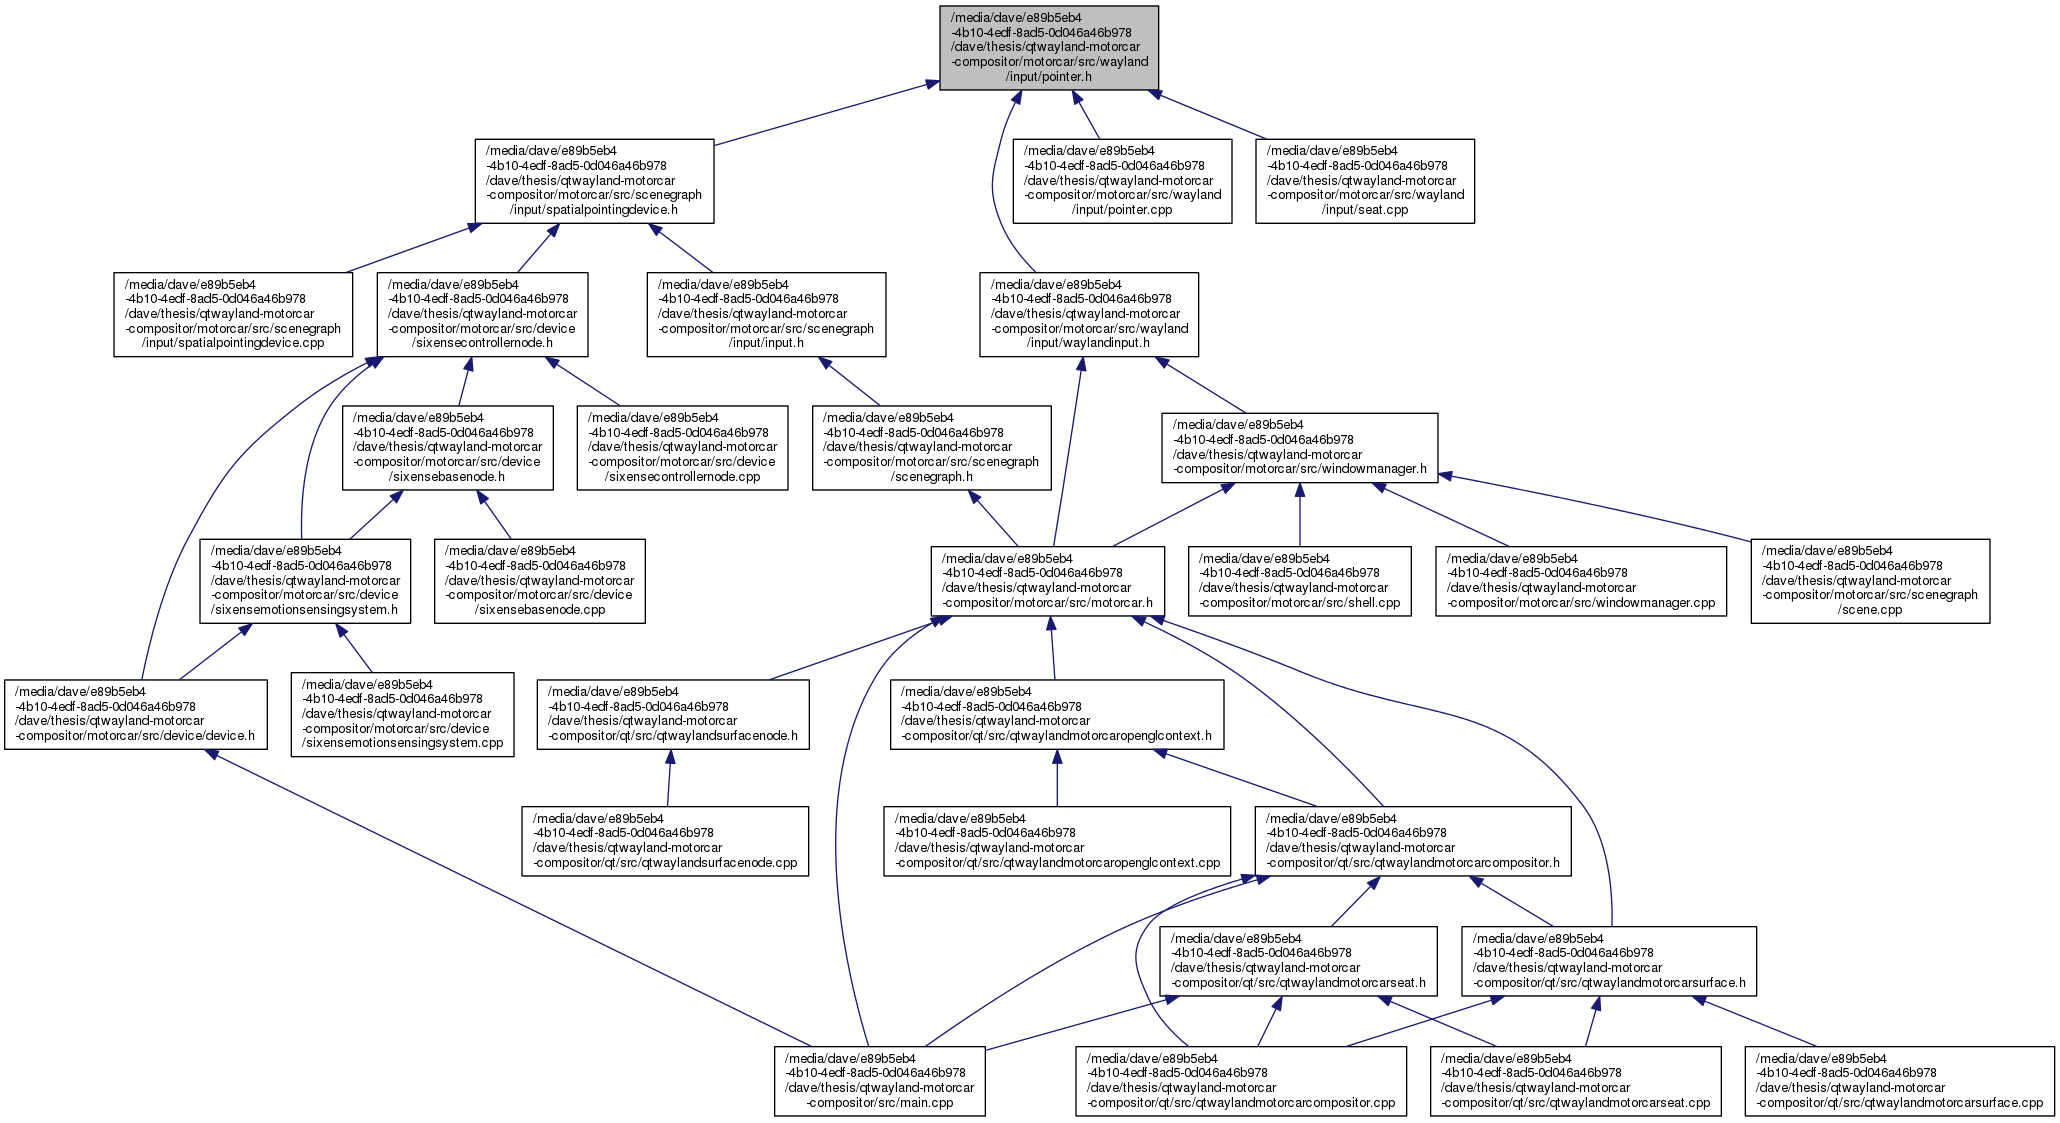 /media/dave/e89b5eb4
-4b10-4edf-8ad5-0d046a46b978
/dave/thesis/qtwayland-motorcar
-compositor/motorcar/src/wayland
/input/pointer.h
/media/dave/e89b5eb4
-4b10-4edf-8ad5-0d046a46b978
/dave/thesis/qtwayland-motorcar
-compositor/motorcar/src/scenegraph
/input/spatialpointingdevice.h
/media/dave/e89b5eb4
-4b10-4edf-8ad5-0d046a46b978
/dave/thesis/qtwayland-motorcar
-compositor/motorcar/src/wayland
/input/pointer.cpp
/media/dave/e89b5eb4
-4b10-4edf-8ad5-0d046a46b978
/dave/thesis/qtwayland-motorcar
-compositor/motorcar/src/wayland
/input/seat.cpp
/media/dave/e89b5eb4
-4b10-4edf-8ad5-0d046a46b978
/dave/thesis/qtwayland-motorcar
-compositor/motorcar/src/scenegraph
/input/spatialpointingdevice.cpp
/media/dave/e89b5eb4
-4b10-4edf-8ad5-0d046a46b978
/dave/thesis/qtwayland-motorcar
-compositor/motorcar/src/device
/sixensecontrollernode.h
/media/dave/e89b5eb4
-4b10-4edf-8ad5-0d046a46b978
/dave/thesis/qtwayland-motorcar
-compositor/motorcar/src/scenegraph
/input/input.h
/media/dave/e89b5eb4
-4b10-4edf-8ad5-0d046a46b978
/dave/thesis/qtwayland-motorcar
-compositor/motorcar/src/wayland
/input/waylandinput.h
/media/dave/e89b5eb4
-4b10-4edf-8ad5-0d046a46b978
/dave/thesis/qtwayland-motorcar
-compositor/motorcar/src/device
/sixensebasenode.h
/media/dave/e89b5eb4
-4b10-4edf-8ad5-0d046a46b978
/dave/thesis/qtwayland-motorcar
-compositor/motorcar/src/device
/sixensecontrollernode.cpp
/media/dave/e89b5eb4
-4b10-4edf-8ad5-0d046a46b978
/dave/thesis/qtwayland-motorcar
-compositor/motorcar/src/scenegraph
/scenegraph.h
/media/dave/e89b5eb4
-4b10-4edf-8ad5-0d046a46b978
/dave/thesis/qtwayland-motorcar
-compositor/motorcar/src/windowmanager.h
/media/dave/e89b5eb4
-4b10-4edf-8ad5-0d046a46b978
/dave/thesis/qtwayland-motorcar
-compositor/motorcar/src/device
/sixensemotionsensingsystem.h
/media/dave/e89b5eb4
-4b10-4edf-8ad5-0d046a46b978
/dave/thesis/qtwayland-motorcar
-compositor/motorcar/src/device
/sixensebasenode.cpp
/media/dave/e89b5eb4
-4b10-4edf-8ad5-0d046a46b978
/dave/thesis/qtwayland-motorcar
-compositor/motorcar/src/motorcar.h
/media/dave/e89b5eb4
-4b10-4edf-8ad5-0d046a46b978
/dave/thesis/qtwayland-motorcar
-compositor/motorcar/src/shell.cpp
/media/dave/e89b5eb4
-4b10-4edf-8ad5-0d046a46b978
/dave/thesis/qtwayland-motorcar
-compositor/motorcar/src/windowmanager.cpp
/media/dave/e89b5eb4
-4b10-4edf-8ad5-0d046a46b978
/dave/thesis/qtwayland-motorcar
-compositor/motorcar/src/scenegraph
/scene.cpp
/media/dave/e89b5eb4
-4b10-4edf-8ad5-0d046a46b978
/dave/thesis/qtwayland-motorcar
-compositor/motorcar/src/device/device.h
/media/dave/e89b5eb4
-4b10-4edf-8ad5-0d046a46b978
/dave/thesis/qtwayland-motorcar
-compositor/motorcar/src/device
/sixensemotionsensingsystem.cpp
/media/dave/e89b5eb4
-4b10-4edf-8ad5-0d046a46b978
/dave/thesis/qtwayland-motorcar
-compositor/qt/src/qtwaylandsurfacenode.h
/media/dave/e89b5eb4
-4b10-4edf-8ad5-0d046a46b978
/dave/thesis/qtwayland-motorcar
-compositor/qt/src/qtwaylandmotorcaropenglcontext.h
/media/dave/e89b5eb4
-4b10-4edf-8ad5-0d046a46b978
/dave/thesis/qtwayland-motorcar
-compositor/qt/src/qtwaylandsurfacenode.cpp
/media/dave/e89b5eb4
-4b10-4edf-8ad5-0d046a46b978
/dave/thesis/qtwayland-motorcar
-compositor/qt/src/qtwaylandmotorcaropenglcontext.cpp
/media/dave/e89b5eb4
-4b10-4edf-8ad5-0d046a46b978
/dave/thesis/qtwayland-motorcar
-compositor/qt/src/qtwaylandmotorcarcompositor.h
/media/dave/e89b5eb4
-4b10-4edf-8ad5-0d046a46b978
/dave/thesis/qtwayland-motorcar
-compositor/qt/src/qtwaylandmotorcarseat.h
/media/dave/e89b5eb4
-4b10-4edf-8ad5-0d046a46b978
/dave/thesis/qtwayland-motorcar
-compositor/qt/src/qtwaylandmotorcarsurface.h
/media/dave/e89b5eb4
-4b10-4edf-8ad5-0d046a46b978
/dave/thesis/qtwayland-motorcar
-compositor/src/main.cpp
/media/dave/e89b5eb4
-4b10-4edf-8ad5-0d046a46b978
/dave/thesis/qtwayland-motorcar
-compositor/qt/src/qtwaylandmotorcarcompositor.cpp
/media/dave/e89b5eb4
-4b10-4edf-8ad5-0d046a46b978
/dave/thesis/qtwayland-motorcar
-compositor/qt/src/qtwaylandmotorcarseat.cpp
/media/dave/e89b5eb4
-4b10-4edf-8ad5-0d046a46b978
/dave/thesis/qtwayland-motorcar
-compositor/qt/src/qtwaylandmotorcarsurface.cpp